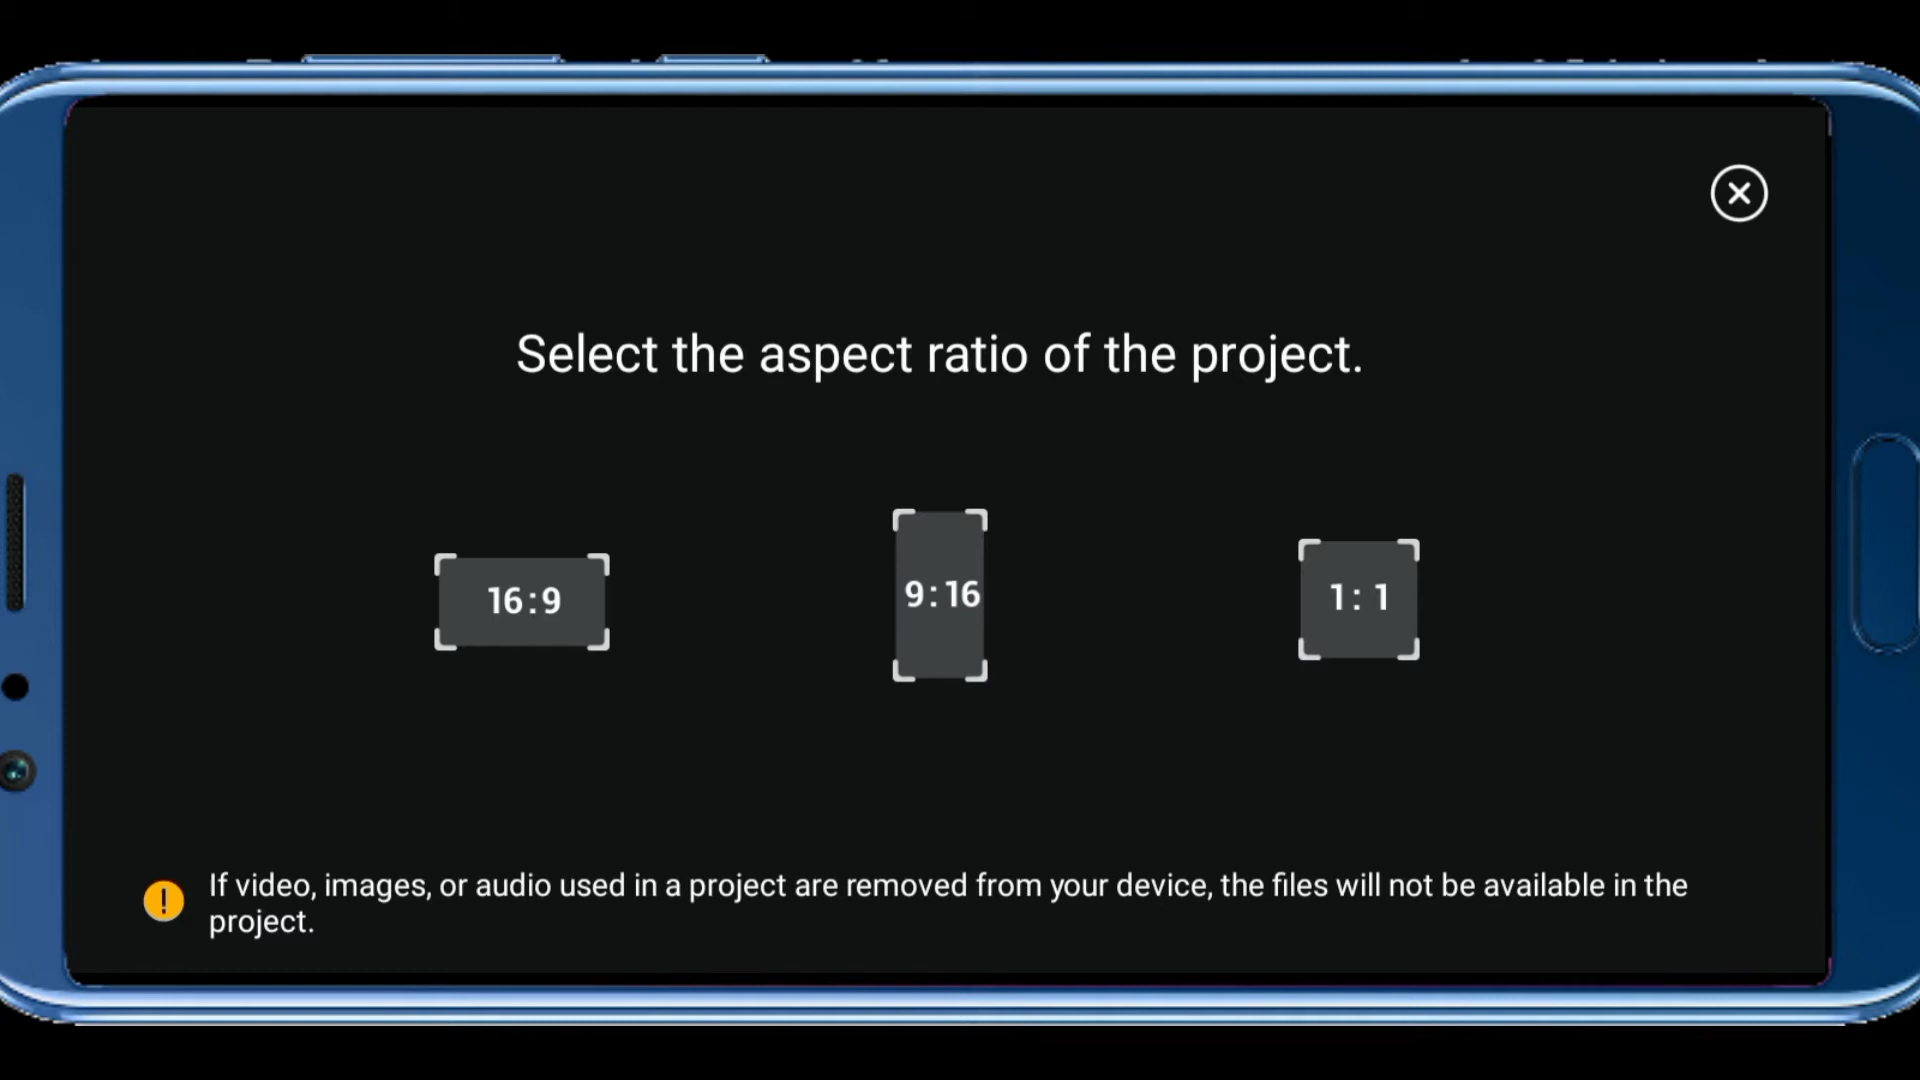 Select the aspect ratio of the project.
16:9
9:16
1:1
If video, images, or audio used in a project are removed from your device, the files will not be available in the
project.